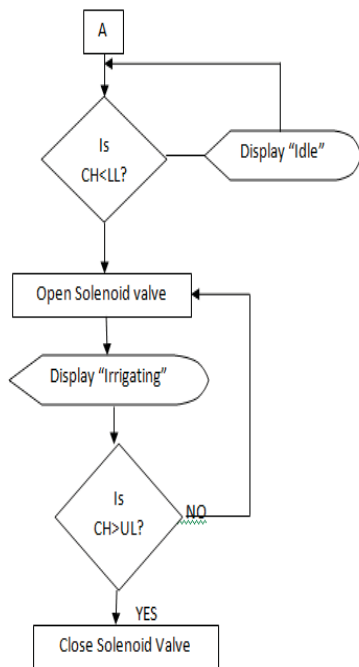 A
Is
CH<LL?
Display “Idle”
Open Solenoid valve
Display “Irrigating”
Is
CH>UL?
NO
YES
Close Solenoid Valve